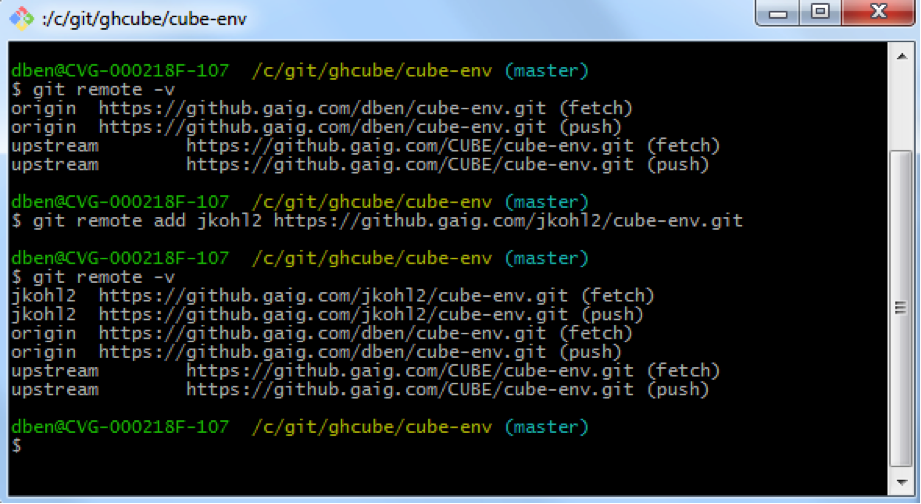 :/c/git/ghcube/cube-env
dben@CVG-000218F-107 /c/git/ghcube/cube-env (master)
$ git remote -v
origin https://github.gaig.com/dben/cube-env.git (fetch)
origin https://github.gaig.com/dben/cube-env.git (push)
upstream https://github.gaig.com/CUBE/cube-env.git (fetch)
upstream https://github.gaig.com/CUBE/cube-env.git (push)
dben@CVG-000218F-107 /c/git/ghcube/cube-env (master)
$ git remote add jkohl2 https://github.gaig.com/jkohl2/cube-env.git
dben@CVG-000218F-107 /c/git/ghcube/cube-env (master)
$ git remote -v
jkohl2 https://github.gaig.com/jkohl2/cube-env.git (fetch)
jkohl2 https://github.gaig.com/jkohl2/cube-env.git (push)
origin https://github.gaig.com/dben/cube-env.git (fetch)
origin https://github.gaig.com/dben/cube-env.git (push)
upstream https://github.gaig.com/CUBE/cube-env.git (fetch)
upstream https://github.gaig.com/CUBE/cube-env.git (push)
dben@CVG-000218F-107 /c/git/ghcube/cube-env (master)
$